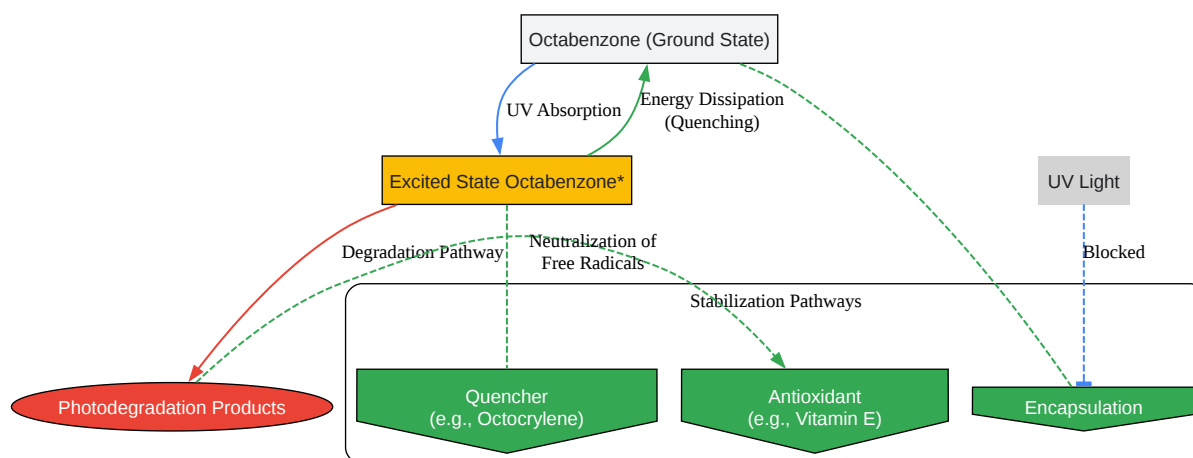 Octabenzone (Ground State)
UV Absorption
Energy Dissipation
(Quenching)
Excited State Octabenzone*
UV Light
Degradation Pathway
Neutralization of
Free Radicals
Blocked
Stabilization Pathways
Photodegradation Products
Quencher
(e.g., Octocrylene)
Antioxidant
(e.g., Vitamin E)
Encapsulation